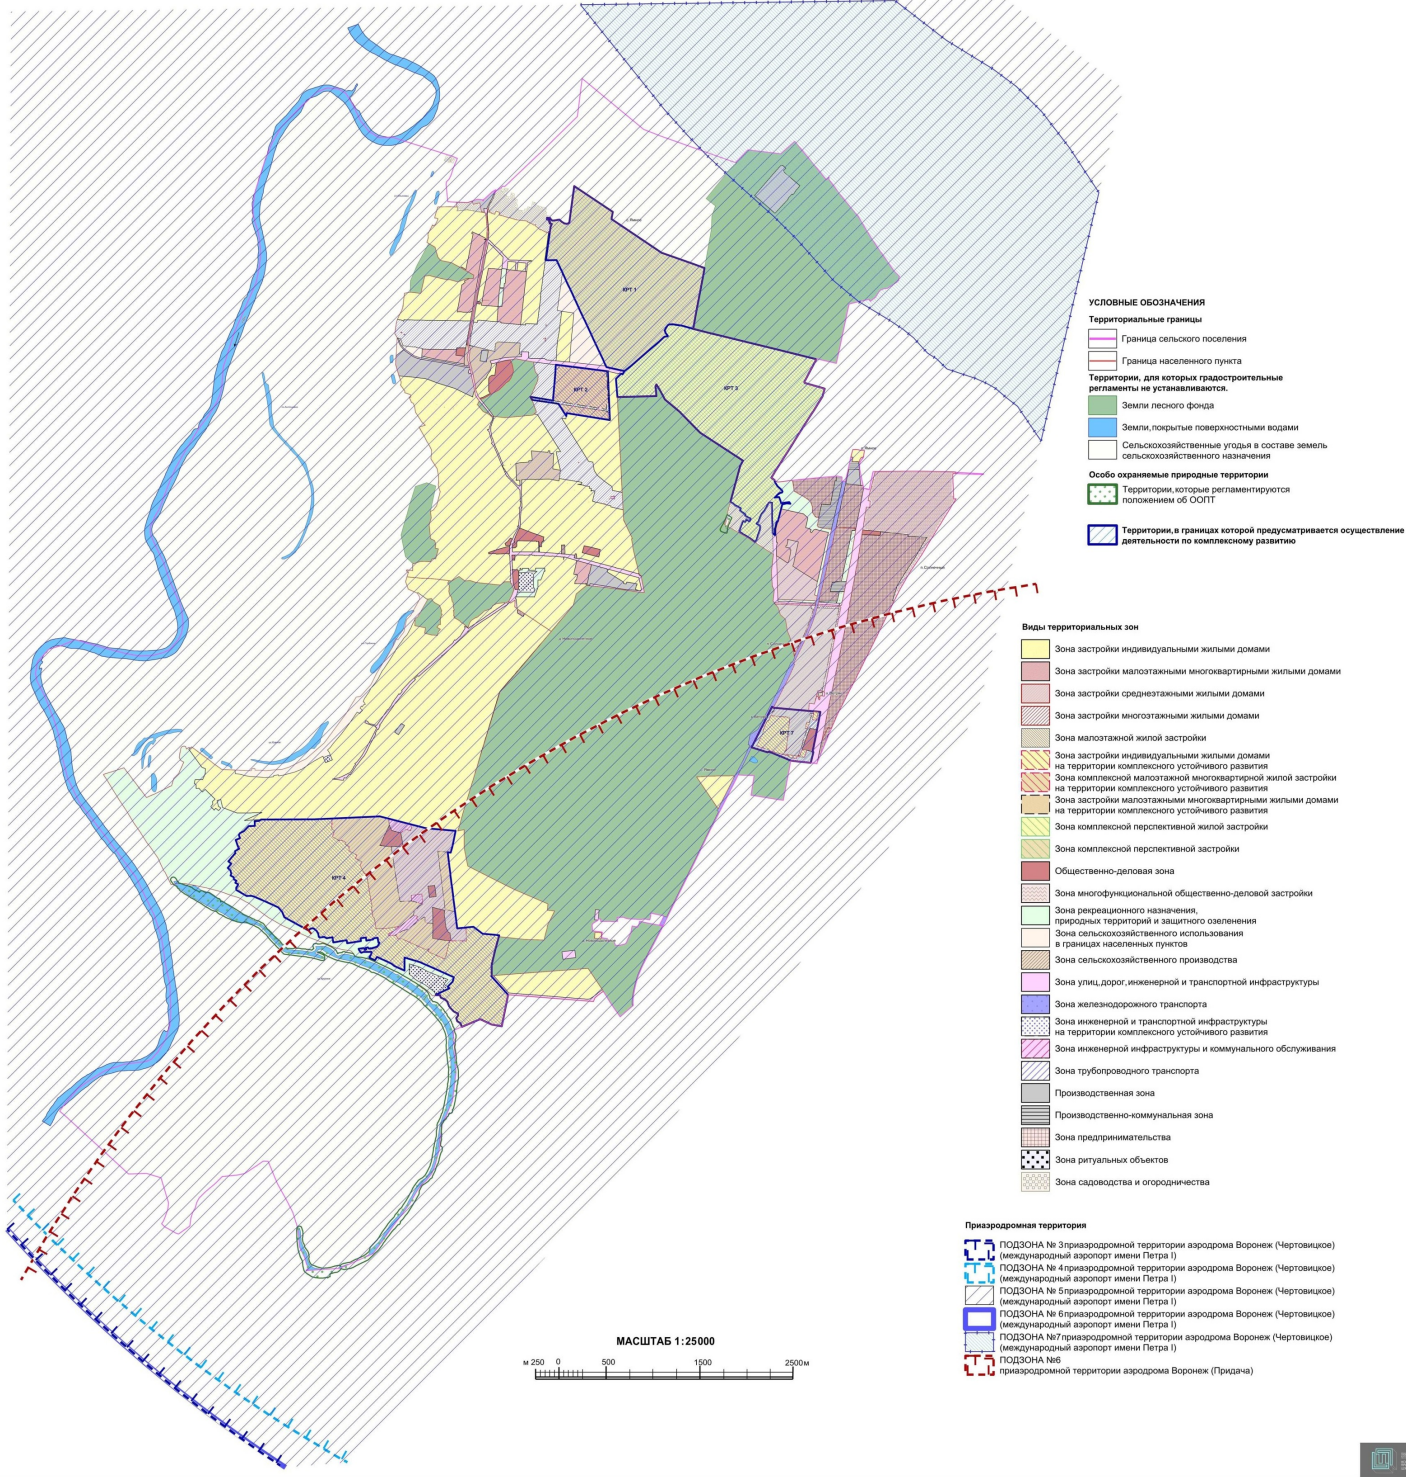 КРТ 1
КРТ 2
КРТ 3
КРТ 7
КРТ 4
УСЛОВНЫЕ ОБОЗНАЧЕНИЯ
Территориальные границы
Граница сельского поселения
Граница населенного пункта
Территории, для которых градостроительные
регламенты не устанавливаются.
Земли лесного фонда
Земли, покрытые поверхностными водами
Сельскохозяйственные угодья в составе земель
сельскохозяйственного назначения
Особо охраняемые природные территории
Территории, которые регламентируются
положением об ООПТ
Территории, в границах которой предусматривается осуществление
деятельности по комплексному развитию
Виды территориальных зон
Зона застройки индивидуальными жилыми домами
Зона застройки малоэтажными многоквартирными жилыми домами
Зона застройки среднеэтажными жилыми домами
Зона застройки многоэтажными жилыми домами
Зона малоэтажной жилой застройки
Зона застройки индивидуальными жилыми домами
на территории комплексного устойчивого развития
Зона комплексной малоэтажной многоквартирной жилой застройки
на территории комплексного устойчивого развития
Зона застройки малоэтажными многоквартирными жилыми домами
на территории комплексного устойчивого развития
Зона комплексной перспективной жилой застройки
Зона комплексной перспективной застройки
Общественно-деловая зона
Зона многофункциональной общественно-деловой застройки
Зона рекреационного назначения,
природных территорий и защитного озеленения
Зона сельскохозяйственного использования
в границах населенных пунктов
Зона сельскохозяйственного производства
Зона улиц, дорог, инженерной и транспортной инфраструктуры
Зона железнодорожного транспорта
Зона инженерной и транспортной инфраструктуры
на территории комплексного устойчивого развития
Зона инженерной инфраструктуры и коммунального обслуживания
Зона трубопроводного транспорта
Производственная зона
Производственно-коммунальная зона
Зона предпринимательства
Зона ритуальных объектов
Зона садоводства и огородничества
Приаэродромная территория
ПОДЗОНА № 3 приаэродромной территории аэродрома Воронеж (Чертовицкое)
(международный аэропорт имени Петра I)
ПОДЗОНА № 4 приаэродромной территории аэродрома Воронеж (Чертовицкое)
(международный аэропорт имени Петра I)
ПОДЗОНА № 5 приаэродромной территории аэродрома Воронеж (Чертовицкое)
(международный аэропорт имени Петра I)
ПОДЗОНА № 6 приаэродромной территории аэродрома Воронеж (Чертовицкое)
(международный аэропорт имени Петра I)
ПОДЗОНА №7 приаэродромной территории аэродрома Воронеж (Чертовицкое)
(международный аэропорт имени Петра I)
ПОДЗОНА №6
приаэродромной территории аэродрома Воронеж (Придача)
МАСШТАБ 1:25000
м 250 0 500 1500 2500м